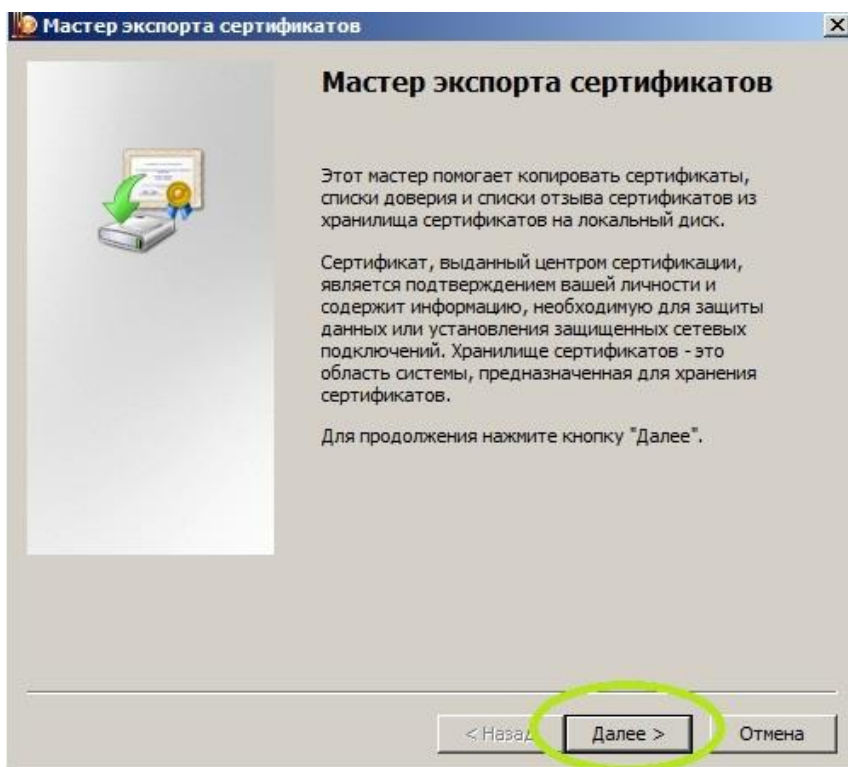 Мастер экспорта сертификатов
Мастер экспорта сертификатов
Этот мастер помогает копировать сертификаты,
списки доверия и списки отзыва сертификатов из
хранилища сертификатов на локальный диск.
Сертификат, выданный центром сертификации,
является подтверждением вашей личности и
содержит информацию, необходимую для защиты
данных или установления защищенных сетевых
подключений. Хранилище сертификатов - это
область системы, предназначенная для хранения
сертификатов.
Для продолжения нажмите кнопку "Далее".
< Назад Далее > Отмена